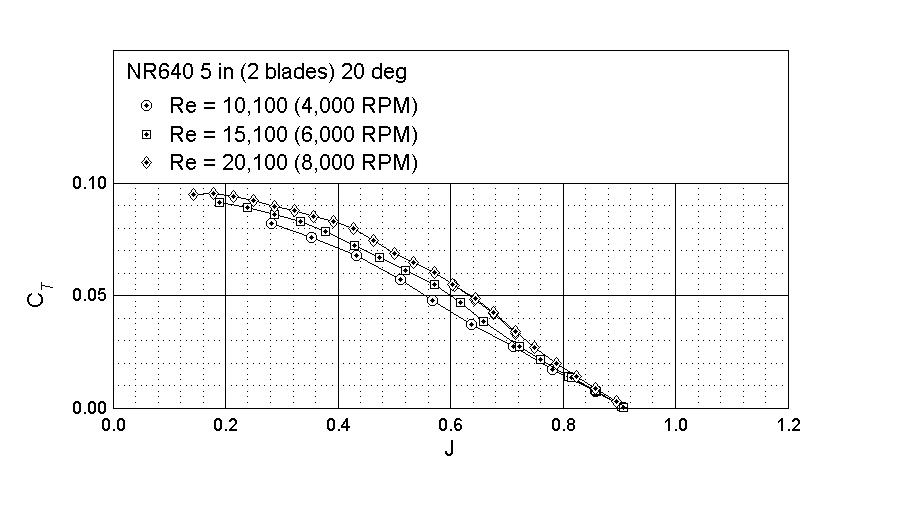 NR640 5 in (2 blades) 20 deg
Re = 10,100 (4,000 RPM)
Re = 15,100 (6,000 RPM)
Re = 20,100 (8,000 RPM)
0.10
0.05
0.00
C_T
0.0 0.2 0.4 0.6 0.8 1.0 1.2
J